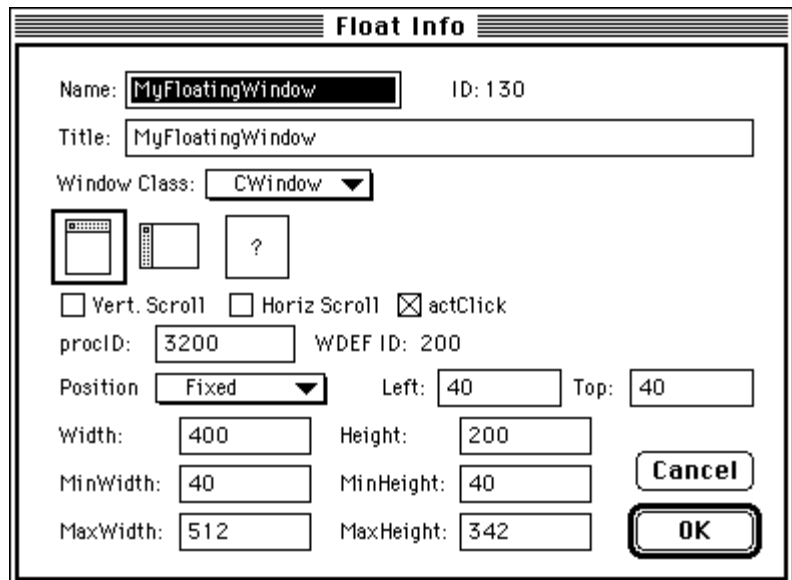 Float Info
Name: MyFloatingWindow ID: 130
Title: MyFloatingWindow
Window Class: CWindow
?
Vert. Scroll Horiz Scroll actClick
procID: 3200 WDEF ID: 200
Position Fixed Left: 40 Top: 40
Width: 400 Height: 200
MinWidth: 40 MinHeight: 40 Cancel
MaxWidth: 512 MaxHeight: 342 OK